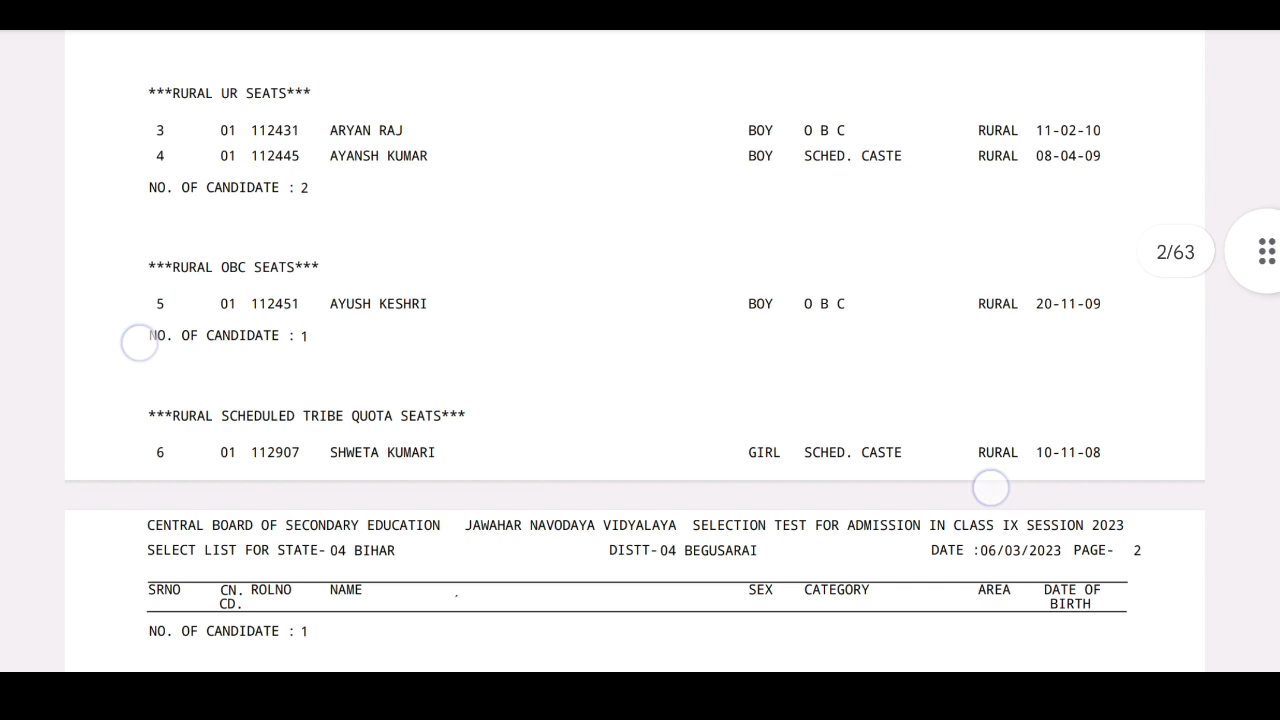 ***RURAL UR SEATS***
3 01 112431 ARYAN RAJ BOY O B C RURAL 11-02-10
4 01 112445 AYANSH KUMAR BOY SCHED. CASTE RURAL 08-04-09
NO. OF CANDIDATE : 2
***RURAL OBC SEATS***
2/63
5 01 112451 AYUSH KESHRI BOY O B C RURAL 20-11-09
NO. OF CANDIDATE : 1
***RURAL SCHEDULED TRIBE QUOTA SEATS***
6 01 112907 SHWETA KUMARI GIRL SCHED. CASTE RURAL 10-11-08
CENTRAL BOARD OF SECONDARY EDUCATION JAWAHAR NAVODAYA VIDYALAYA SELECTION TEST FOR ADMISSION IN CLASS IX SESSION 2023
SELECT LIST FOR STATE- 04 BIHAR DISTT- 04 BEGUSARAI DATE :06/03/2023 PAGE- 2
SRNO CN. ROLNO NAME SEX CATEGORY AREA DATE OF
CD. BIRTH
NO. OF CANDIDATE : 1